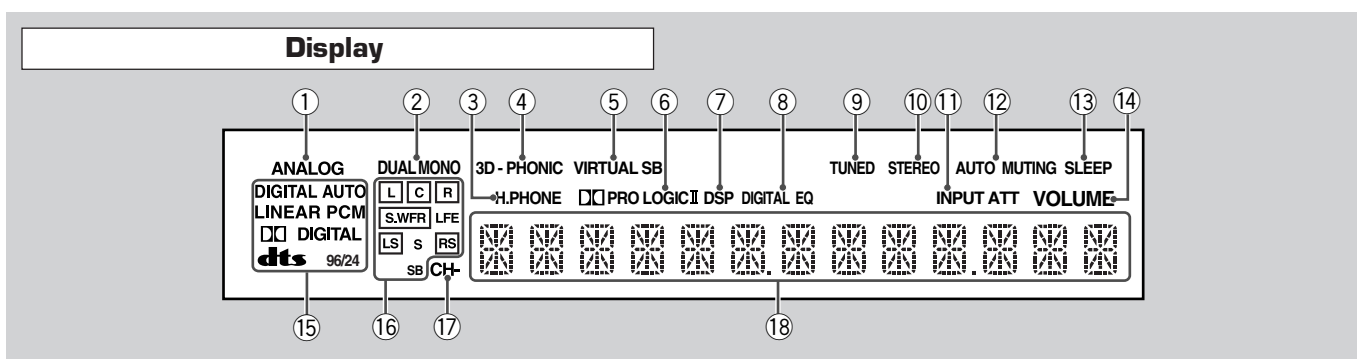 Display
① ② ③ ④ ⑤ ⑥ ⑦ ⑧ ⑨ ⑩ ⑪ ⑫ ⑬ ⑭
ANALOG DUAL MONO 3D - PHONIC VIRTUAL SB TUNED STEREO AUTO MUTING SLEEP
DIGITAL AUTO L C R H.PHONE PRO LOGIC II DSP DIGITAL EQ INPUT ATT VOLUME
LINEAR PCM S.WFR LFE
DIGITAL LS S RS
dts 96/24 SB CH-
⑮ ⑯ ⑰ ⑱